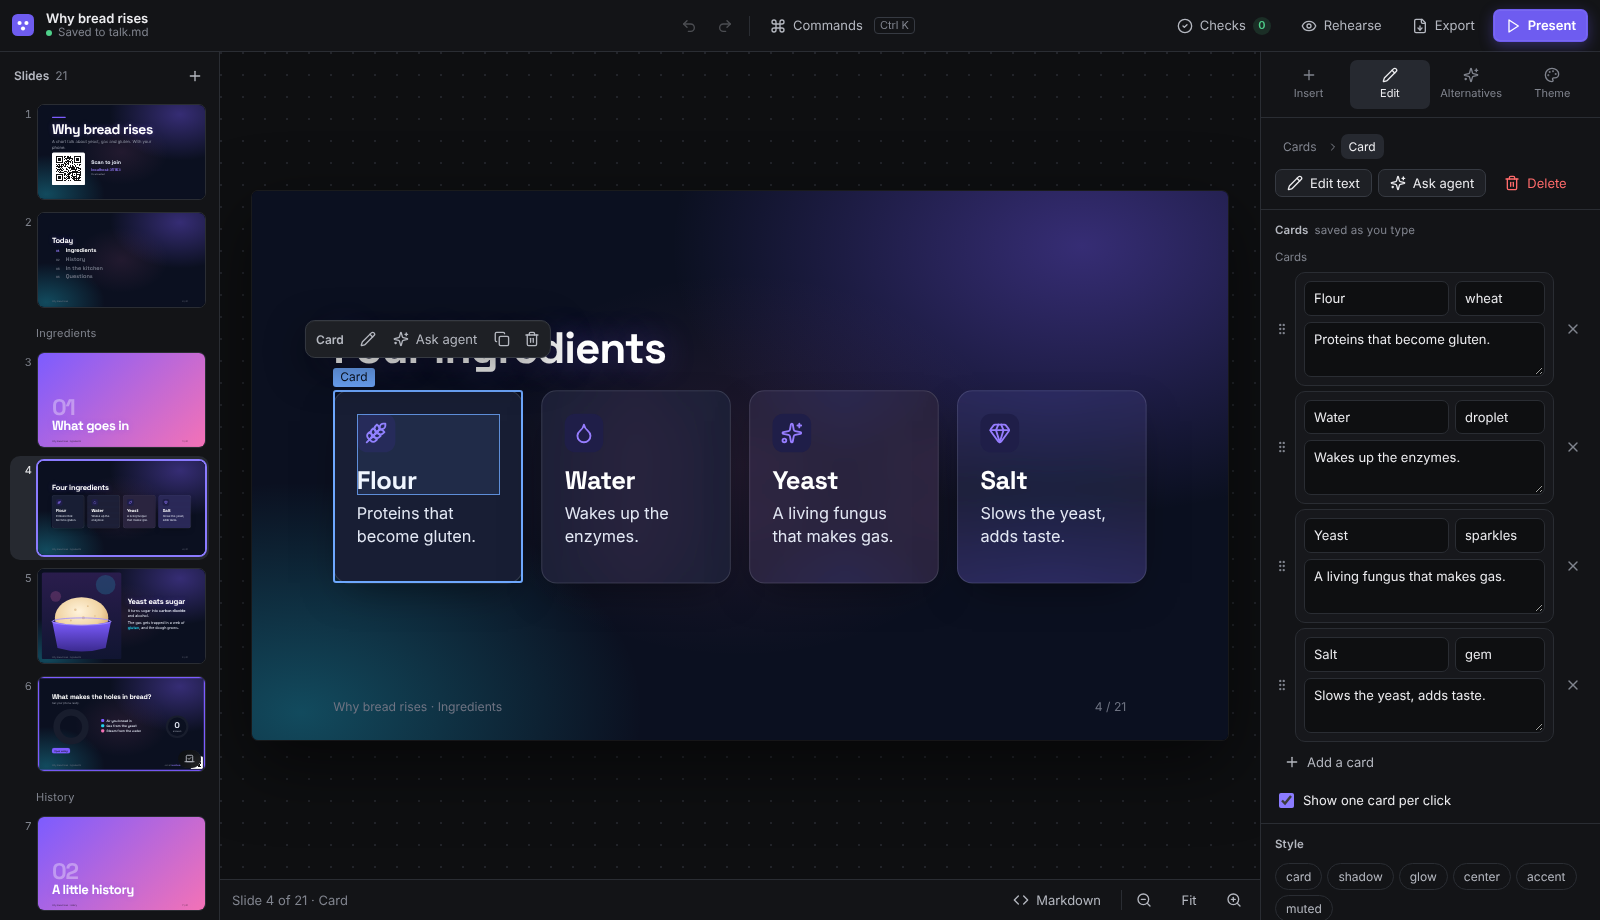 Why bread rises
Saved to talk.md
Commands
Ctrl K
Checks
0
Rehearse
Export
Present
Slides 21
1
Why bread rises
Scan to join
2
Today
Ingredients
History
In the kitchen
Questions
Ingredients
3
01
What goes in
4
Four ingredients
Flour
Water
Yeast
Salt
5
Yeast eats sugar
6
What makes the holes in bread?
0
History
7
02
A little history
Card
Ask agent
Four ingredients
Card
Flour
Proteins that
become gluten.
Water
Wakes up the
enzymes.
Yeast
A living fungus
that makes gas.
Salt
Slows the yeast,
adds taste.
Why bread rises · Ingredients
4 / 21
Slide 4 of 21 · Card
Markdown
Fit
Insert
Edit
Alternatives
Theme
Cards
Card
Edit text
Ask agent
Delete
Cards saved as you type
Cards
Flour
wheat
Proteins that become gluten.
Water
droplet
Wakes up the enzymes.
Yeast
sparkles
A living fungus that makes gas.
Salt
gem
Slows the yeast, adds taste.
Add a card
Show one card per click
Style
card
shadow
glow
center
accent
muted